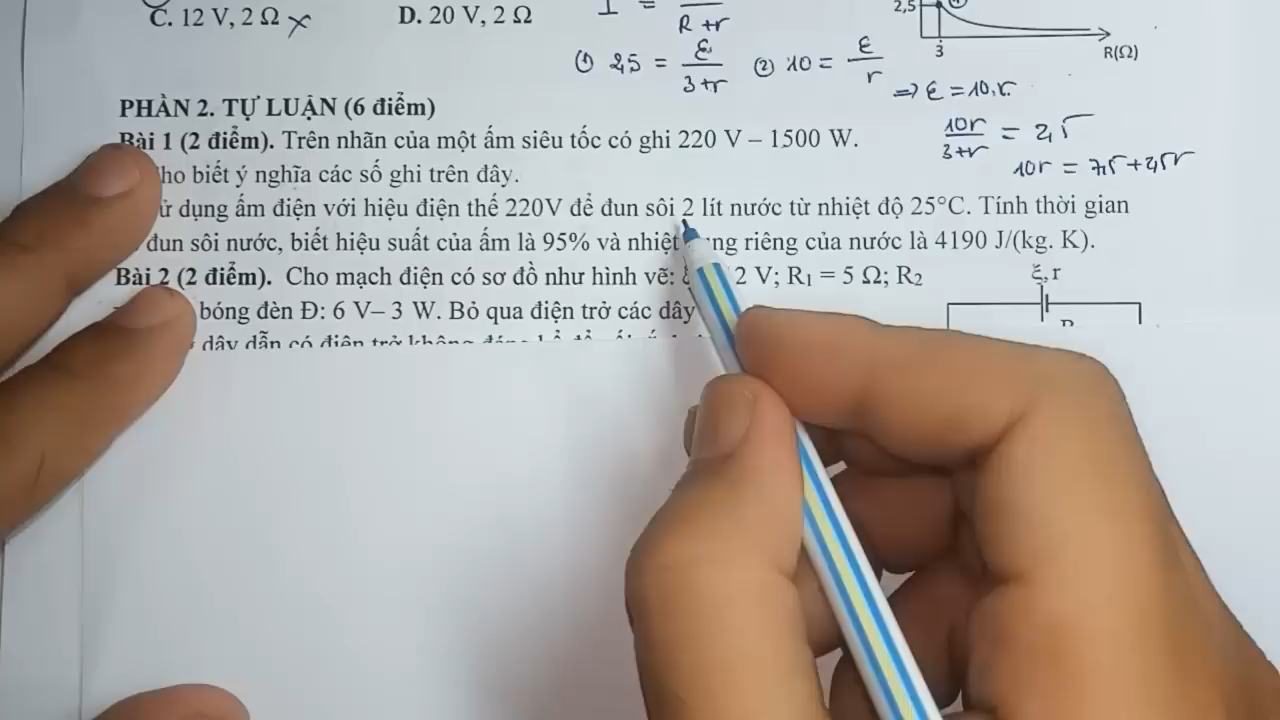 C. 12 V, 2 Ω
D. 20 V, 2 Ω
R+r
2,5
3
R(Ω)
① 2,5 = ε / 3+r
② 10 = ε / r
=> ε = 10.r
10r / 3+r = 2,5
10r = 7,5 + 2,5r
PHẦN 2. TỰ LUẬN (6 điểm)
Bài 1 (2 điểm). Trên nhãn của một ấm siêu tốc có ghi 220 V – 1500 W.
ho biết ý nghĩa các số ghi trên đây.
ử dụng ấm điện với hiệu điện thế 220V để đun sôi 2 lít nước từ nhiệt độ 25°C. Tính thời gian
đun sôi nước, biết hiệu suất của ấm là 95% và nhiệt ng riêng của nước là 4190 J/(kg. K).
Bài 2 (2 điểm). Cho mạch điện có sơ đồ như hình vẽ: 2 V; R₁ = 5 Ω; R₂
ξ,r
bóng đèn Đ: 6 V– 3 W. Bỏ qua điện trở các dây
dây dẫn có điện trở không